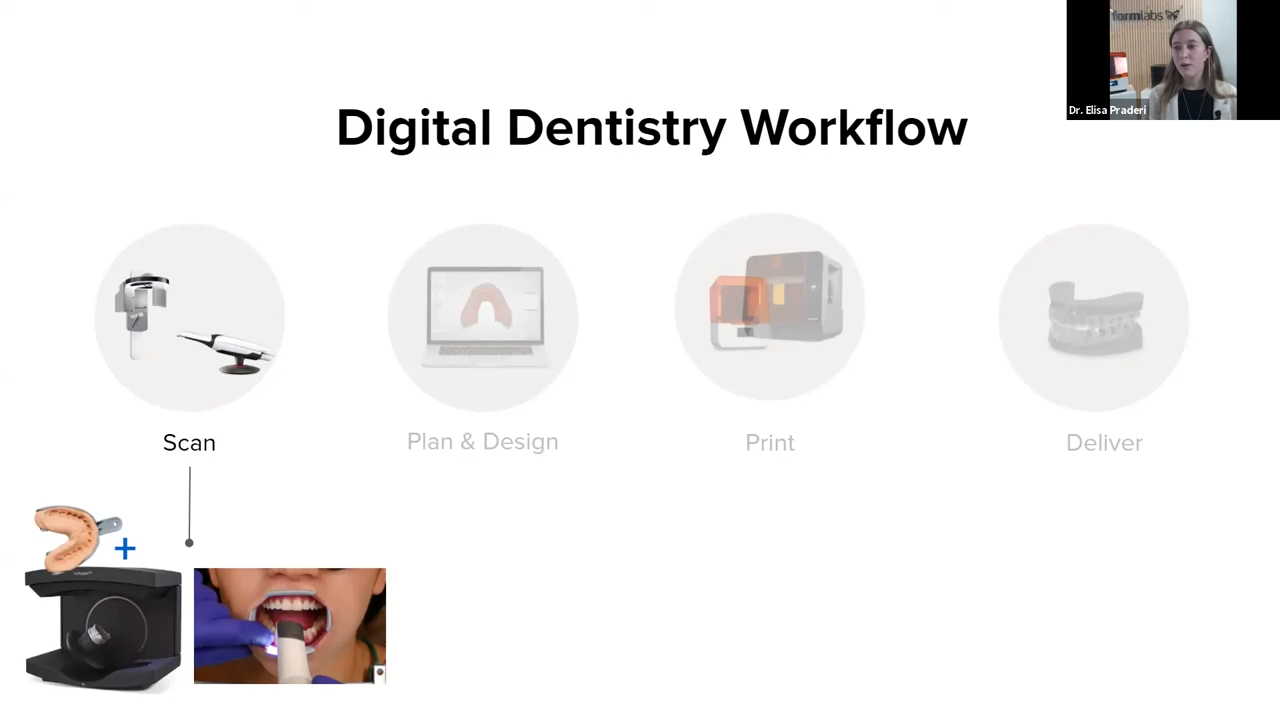 formlabs
Dr. Elisa Praderi
Digital Dentistry Workflow
Scan
Plan & Design
Print
Deliver
+